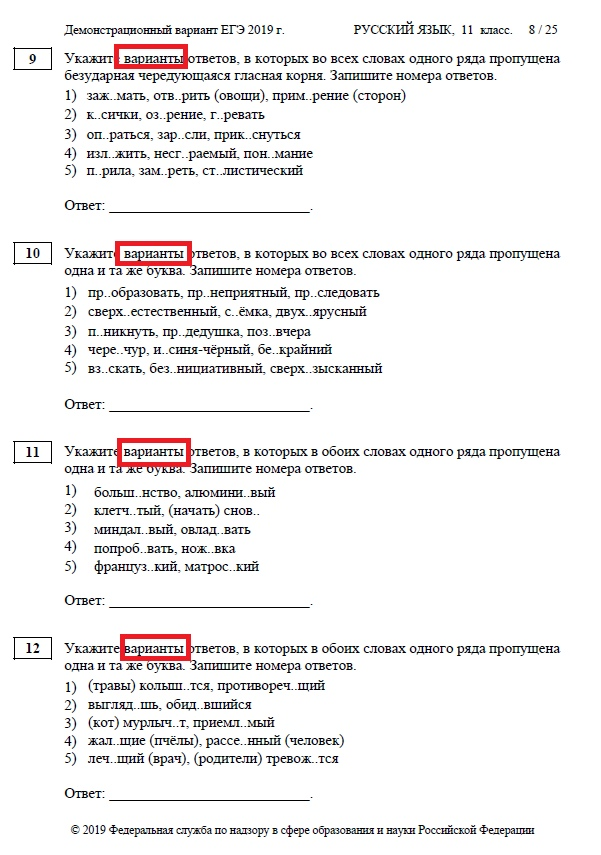 Демонстрационный вариант ЕГЭ 2019 г. РУССКИЙ ЯЗЫК, 11 класс. 8 / 25
9 Укажите варианты ответов, в которых во всех словах одного ряда пропущена
безударная чередующаяся гласная корня. Запишите номера ответов.
1) заж..мать, отв..рить (овощи), прим..рение (сторон)
2) к..сички, оз..рение, г..ревать
3) оп..раться, зар..сли, прик..снуться
4) изл..жить, несг..раемый, пон..мание
5) п..рила, зам..реть, ст..листический
Ответ: ___________________________.
10 Укажите варианты ответов, в которых во всех словах одного ряда пропущена
одна и та же буква. Запишите номера ответов.
1) пр..образовать, пр..неприятный, пр..следовать
2) сверх..естественный, с..ёмка, двух..ярусный
3) п..никнуть, пр..дедушка, поз..вчера
4) чере..чур, и..синя-чёрный, бе..крайний
5) вз..скать, без..нициативный, сверх..зысканный
Ответ: ___________________________.
11 Укажите варианты ответов, в которых в обоих словах одного ряда пропущена
одна и та же буква. Запишите номера ответов.
1) больш..нство, алюмини..вый
2) клетч..тый, (начать) снов..
3) миндал..вый, овлад..вать
4) попроб..вать, нож..вка
5) француз..кий, матрос..кий
Ответ: ___________________________.
12 Укажите варианты ответов, в которых в обоих словах одного ряда пропущена
одна и та же буква. Запишите номера ответов.
1) (травы) колыш..тся, противореч..щий
2) выгляд..шь, обид..вшийся
3) (кот) мурлыч..т, приемл..мый
4) жал..щие (пчёлы), рассе..нный (человек)
5) леч..щий (врач), (родители) тревож..тся
Ответ: ___________________________.
© 2019 Федеральная служба по надзору в сфере образования и науки Российской Федерации